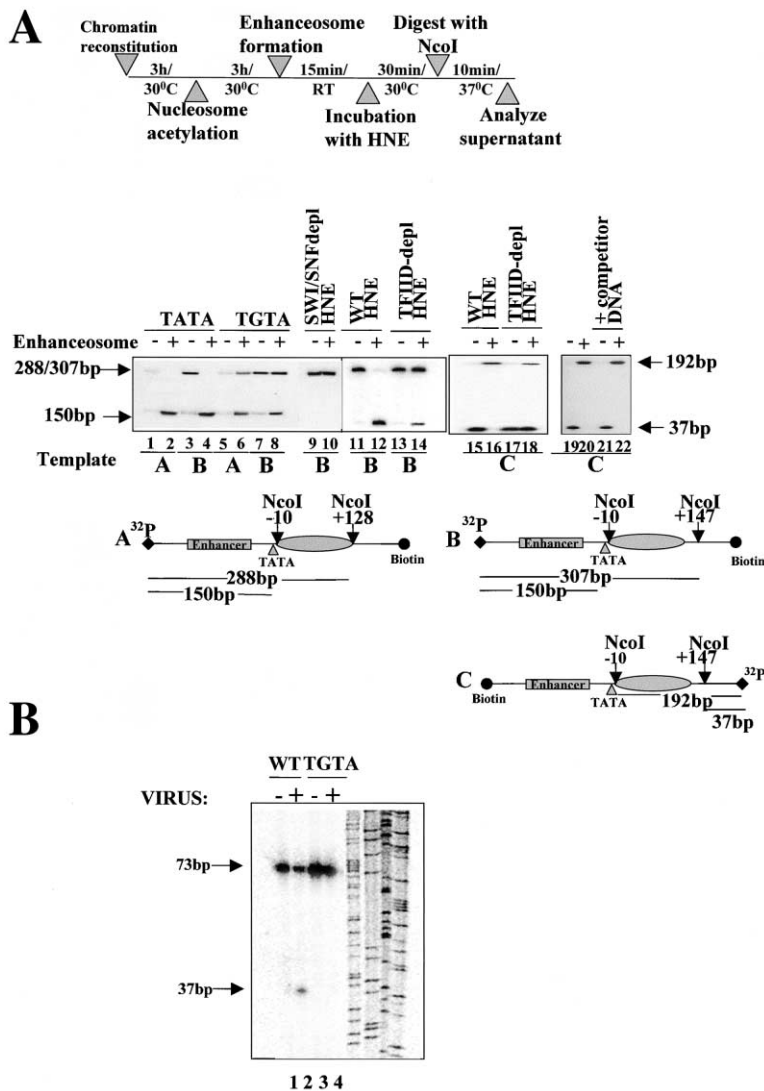 A
Chromatin reconstitution
Enhanceosome formation
Digest with NcoI
3h/ 30⁰C
3h/ 30⁰C
15min/ RT
30min/ 30⁰C
10min/ 37⁰C
Nucleosome acetylation
Incubation with HNE
Analyze supernatant
TATA
TGTA
SWI/SNFdepl HNE
WT HNE
TFIID-depl HNE
WT HNE
TFIID-depl HNE
+ competitor DNA
Enhanceosome - + - + - + - + - + - + - + - + - + - + - +
288/307bp
192bp
150bp
37bp
1 2 3 4 5 6 7 8 9 10 11 12 13 14 15 16 17 18 19 20 21 22
Template A B A B B B B C C
A
³²P
Enhancer
NcoI -10
NcoI +128
TATA
Biotin
288bp
150bp
B
³²P
Enhancer
NcoI -10
NcoI +147
TATA
Biotin
307bp
150bp
C
Biotin
Enhancer
NcoI -10
NcoI +147
TATA
³²P
192bp
37bp
B
WT TGTA
VIRUS: - + - +
73bp
37bp
1 2 3 4